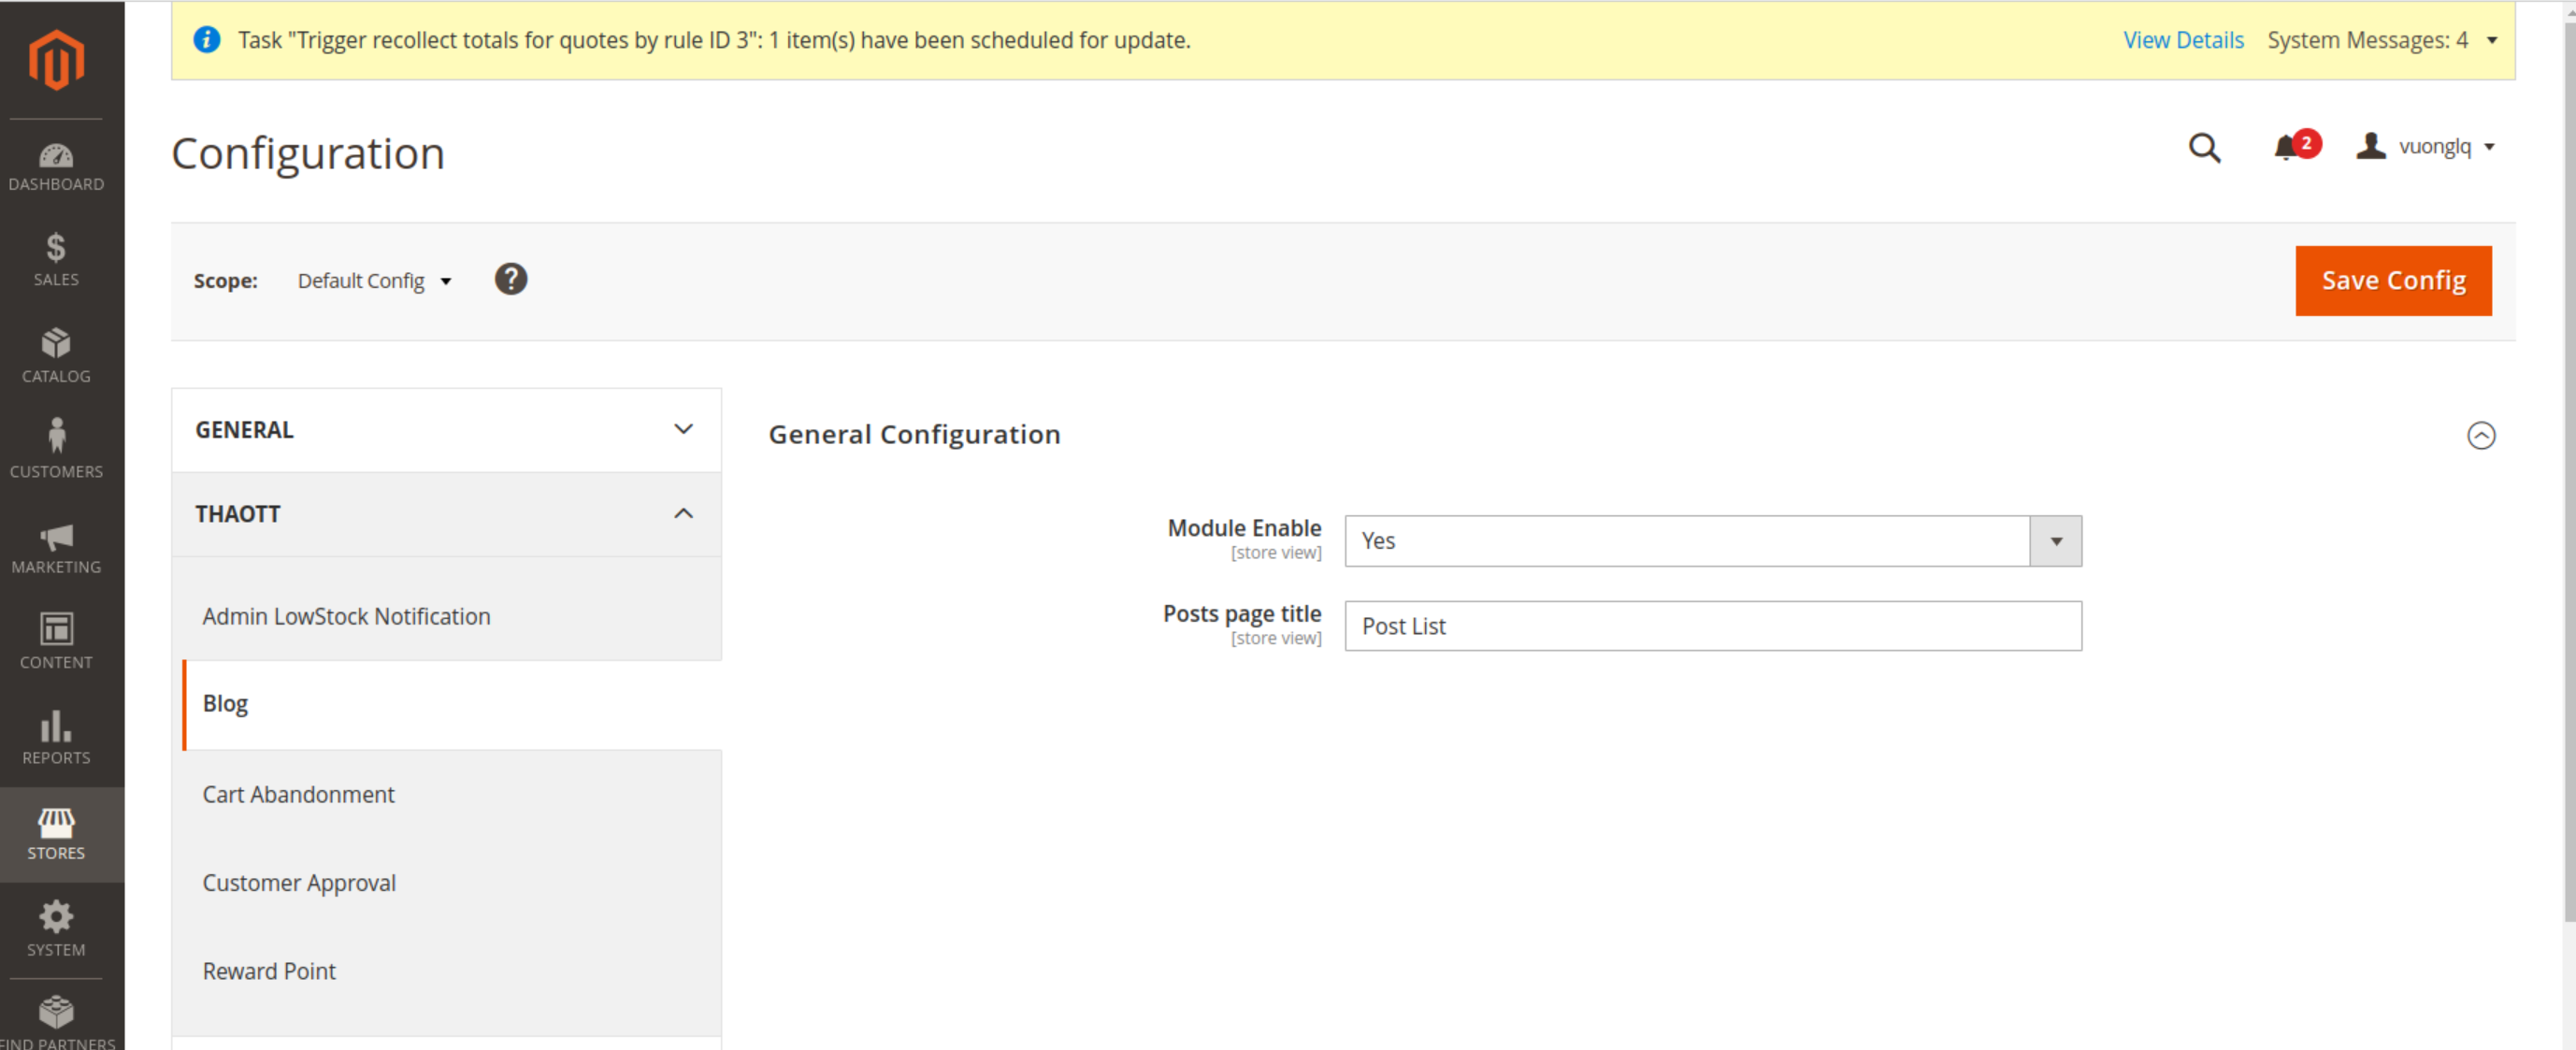 Task "Trigger recollect totals for quotes by rule ID 3": 1 item(s) have been scheduled for update.
View Details
System Messages: 4
Configuration
2
vuonglq
Scope:
Default Config
?
Save Config
DASHBOARD
$
SALES
CATALOG
CUSTOMERS
MARKETING
CONTENT
REPORTS
STORES
SYSTEM
FIND PARTNERS
GENERAL
THAOTT
Admin LowStock Notification
Blog
Cart Abandonment
Customer Approval
Reward Point
General Configuration
Module Enable
[store view]
Yes
Posts page title
[store view]
Post List